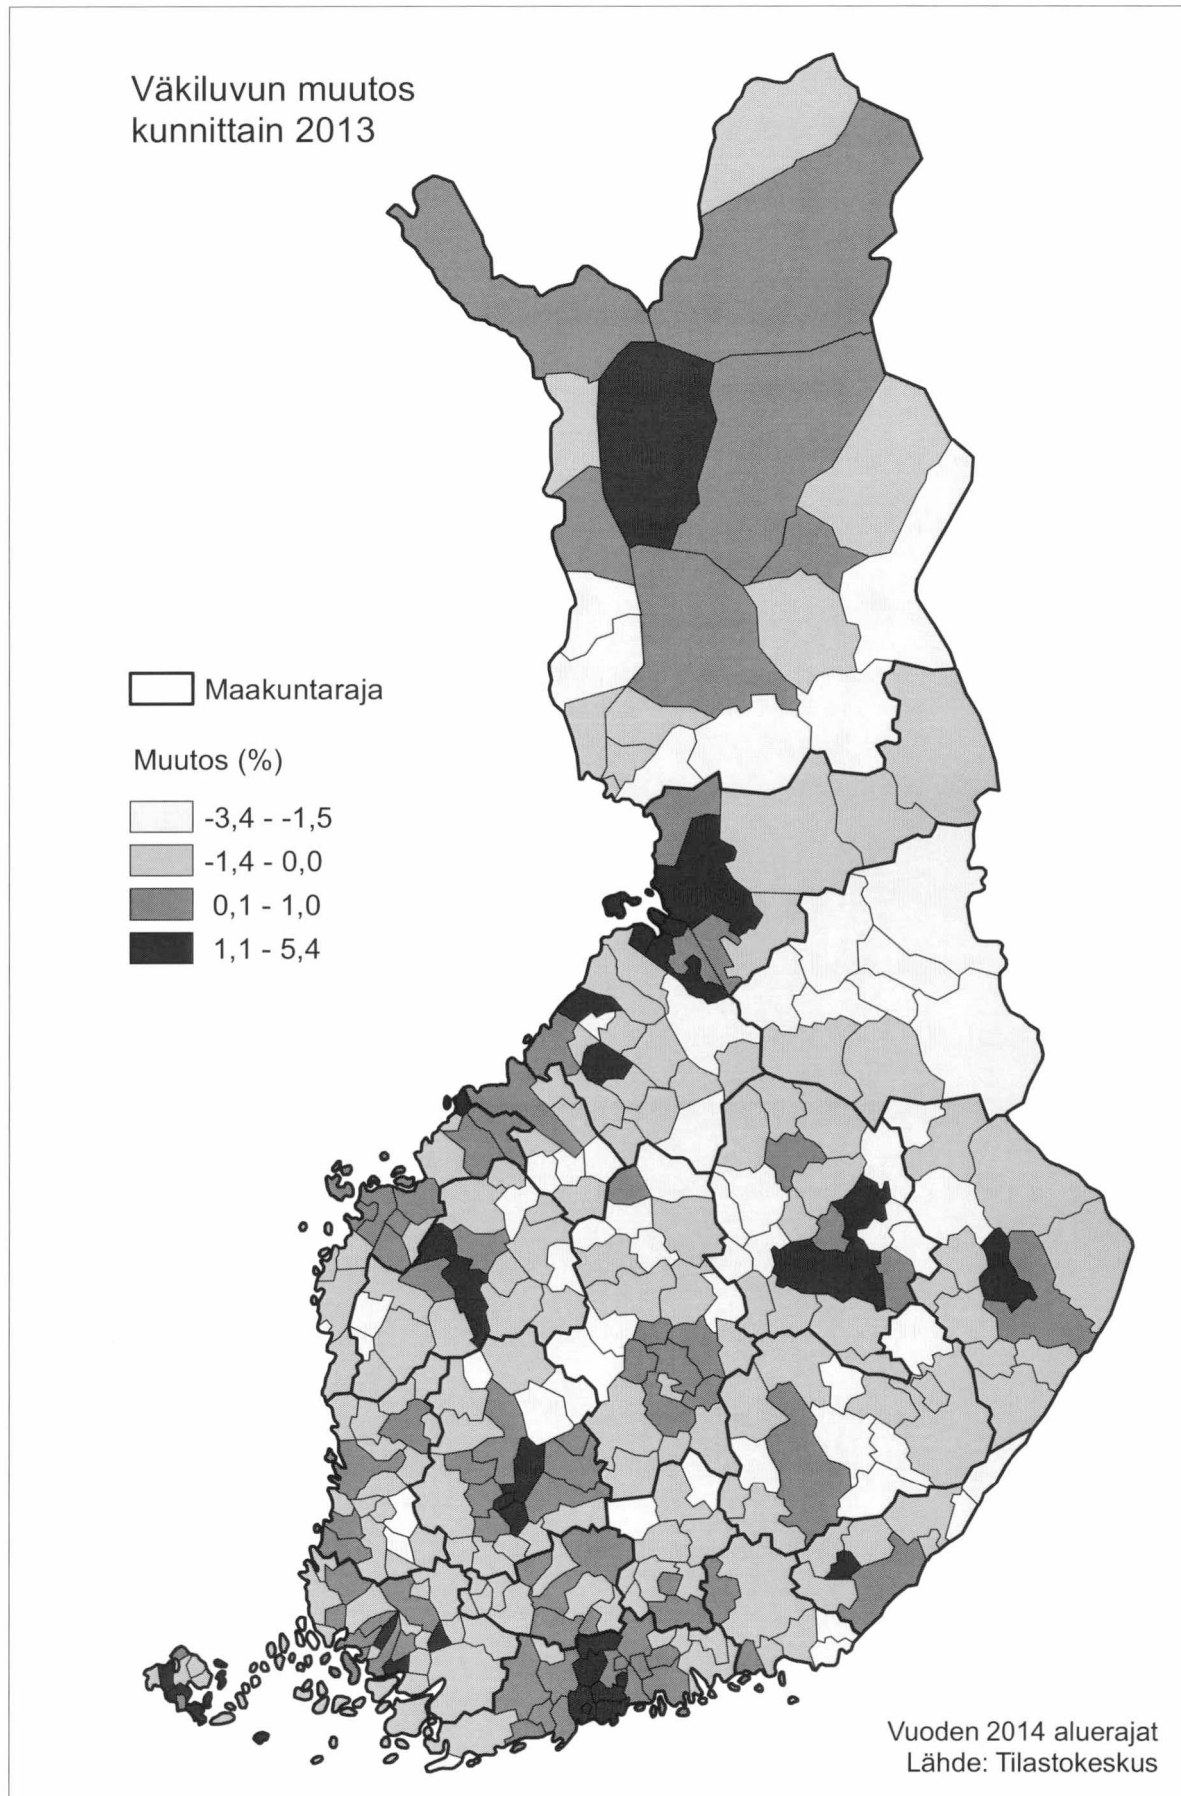 Väkiluvun muutos
kunnittain 2013
Maakuntaraja
Muutos (%)
-3,4 - -1,5
-1,4 - 0,0
0,1 - 1,0
1,1 - 5,4
Vuoden 2014 aluerajat
Lähde: Tilastokeskus